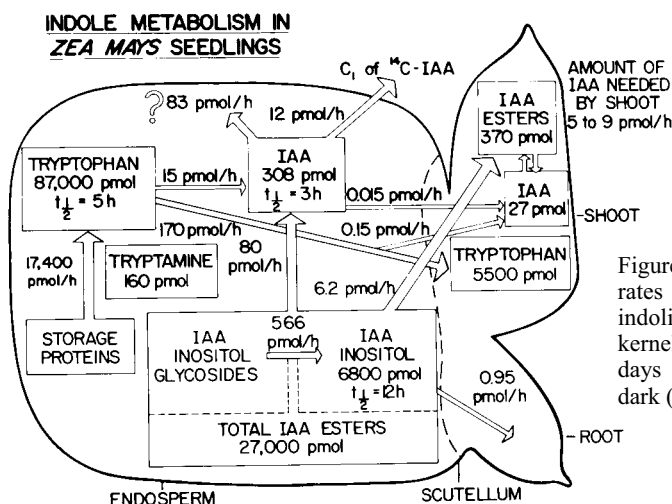 INDOLE METABOLISM IN
ZEA MAYS SEEDLINGS
C₁ of ¹⁴C-IAA
AMOUNT OF
IAA NEEDED
BY SHOOT
5 to 9 pmol/h
? 83 pmol/h
12 pmol/h
IAA
ESTERS
370 pmol
TRYPTOPHAN
87,000 pmol
t½ = 5h
15 pmol/h
IAA
308 pmol
t½ = 3h
0.015 pmol/h
IAA
27 pmol
SHOOT
170 pmol/h
0.15 pmol/h
17,400
pmol/h
TRYPTAMINE
160 pmol
80
pmol/h
6.2 pmol/h
TRYPTOPHAN
5500 pmol
STORAGE
PROTEINS
IAA
INOSITOL
GLYCOSIDES
566
pmol/h
IAA
INOSITOL
6800 pmol
t½ = 12h
0.95
pmol/h
TOTAL IAA ESTERS
27,000 pmol
ROOT
ENDOSPERM
SCUTELLUM
Figure
rates
indoli
kerne
days
dark (